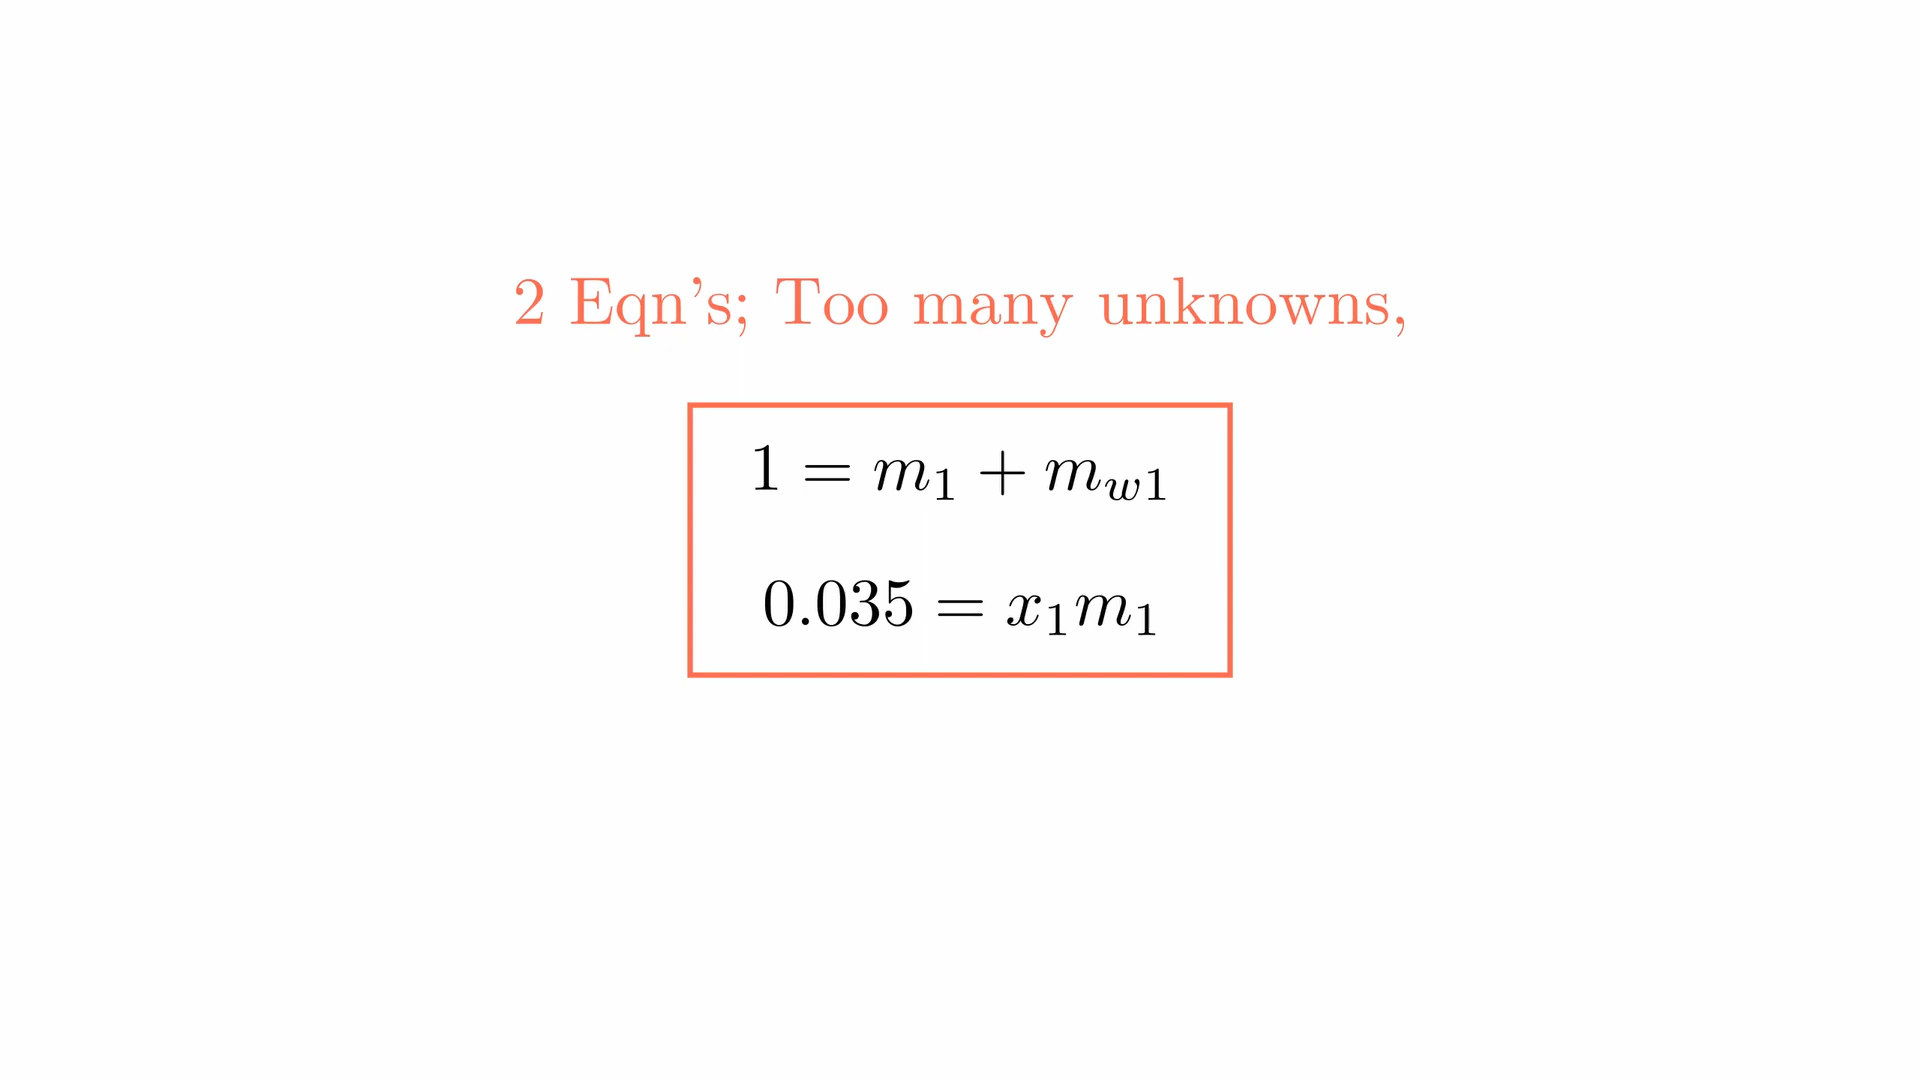 2 Eqn's; Too many unknowns,
1 = m₁ + m_w1
0.035 = x₁m₁